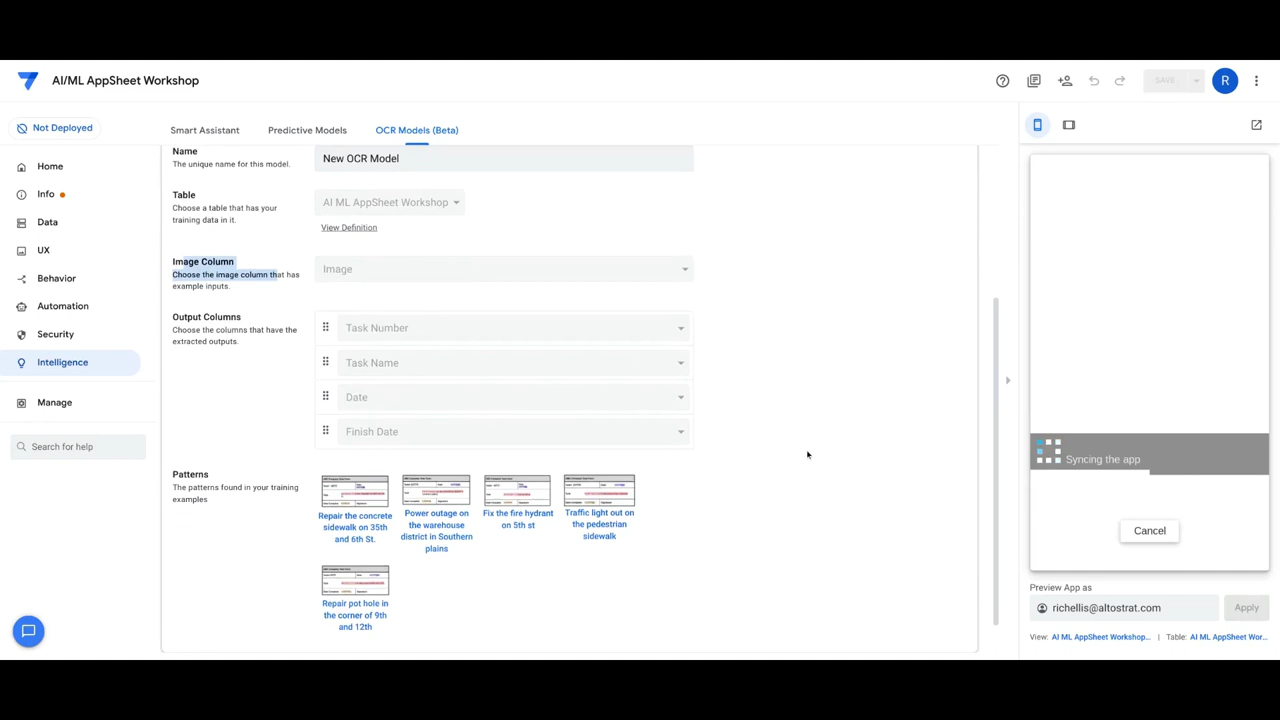 AI/ML AppSheet Workshop
SAVE
R
Not Deployed
Smart Assistant
Predictive Models
OCR Models (Beta)
Home
Info
Data
UX
Behavior
Automation
Security
Intelligence
Manage
Search for help
Name
The unique name for this model.
New OCR Model
Table
Choose a table that has your
training data in it.
AI ML AppSheet Workshop
View Definition
Image Column
Choose the image column that has
example inputs.
Image
Output Columns
Choose the columns that have the
extracted outputs.
Task Number
Task Name
Date
Finish Date
Patterns
The patterns found in your training
examples
Repair the concrete
sidewalk on 35th
and 6th St.
Power outage on
the warehouse
district in Southern
plains
Fix the fire hydrant
on 5th st
Traffic light out on
the pedestrian
sidewalk
Repair pot hole in
the corner of 9th
and 12th
Syncing the app
Cancel
Preview App as
richellis@altostrat.com
Apply
View: AI ML AppSheet Workshop... | Table: AI ML AppSheet Wor...